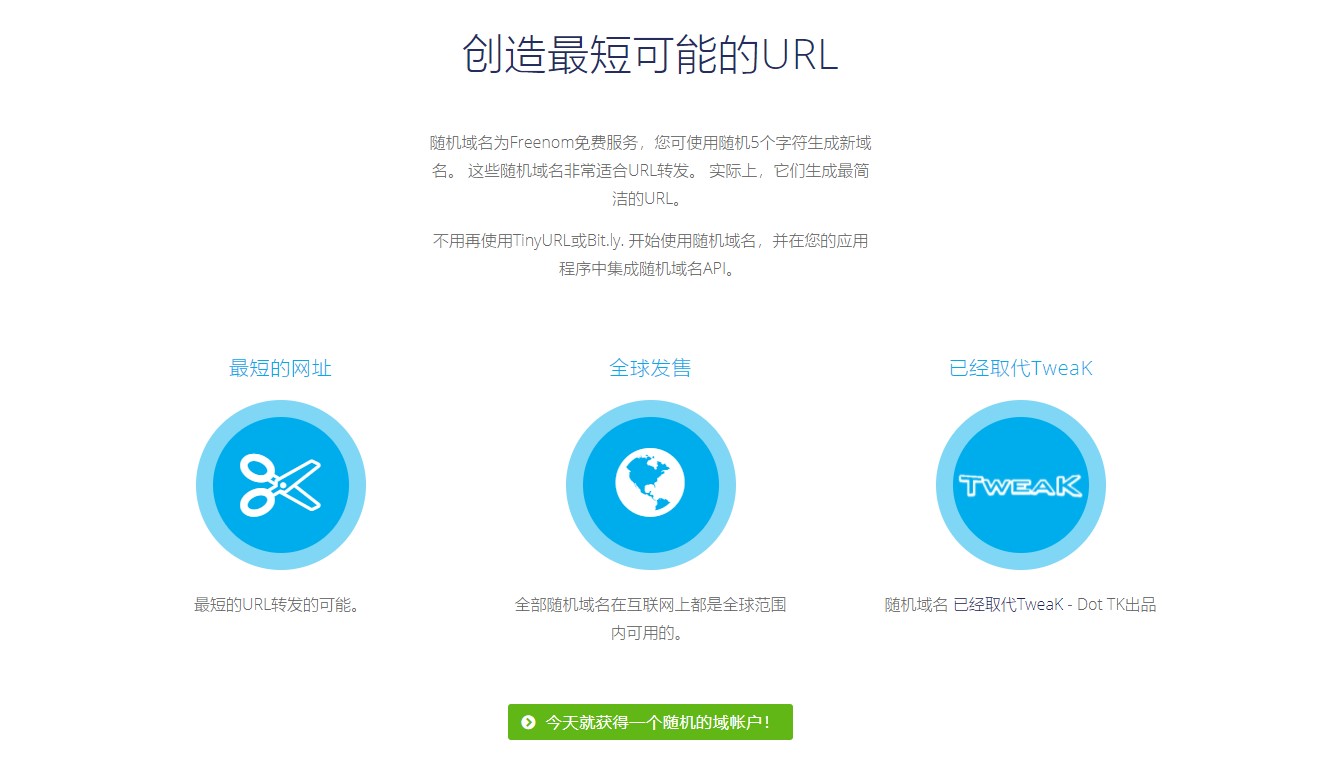 创造最短可能的URL
随机域名为Freenom免费服务，您可使用随机5个字符生成新域
名。 这些随机域名非常适合URL转发。 实际上，它们生成最简
洁的URL。
不用再使用TinyURL或Bit.ly. 开始使用随机域名，并在您的应用
程序中集成随机域名API。
最短的网址
全球发售
已经取代TweaK
TWEAK
最短的URL转发的可能。
全部随机域名在互联网上都是全球范围
内可用的。
随机域名 已经取代TweaK - Dot TK出品
今天就获得一个随机的域帐户！